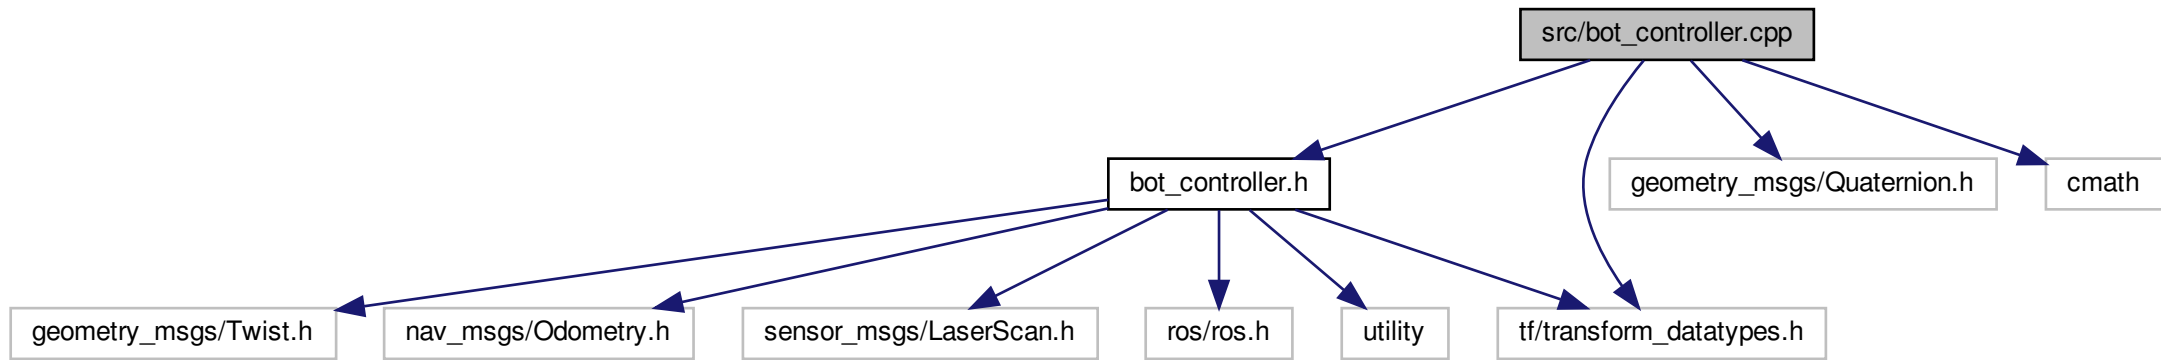 src/bot_controller.cpp
bot_controller.h
geometry_msgs/Quaternion.h
cmath
geometry_msgs/Twist.h
nav_msgs/Odometry.h
sensor_msgs/LaserScan.h
ros/ros.h
utility
tf/transform_datatypes.h